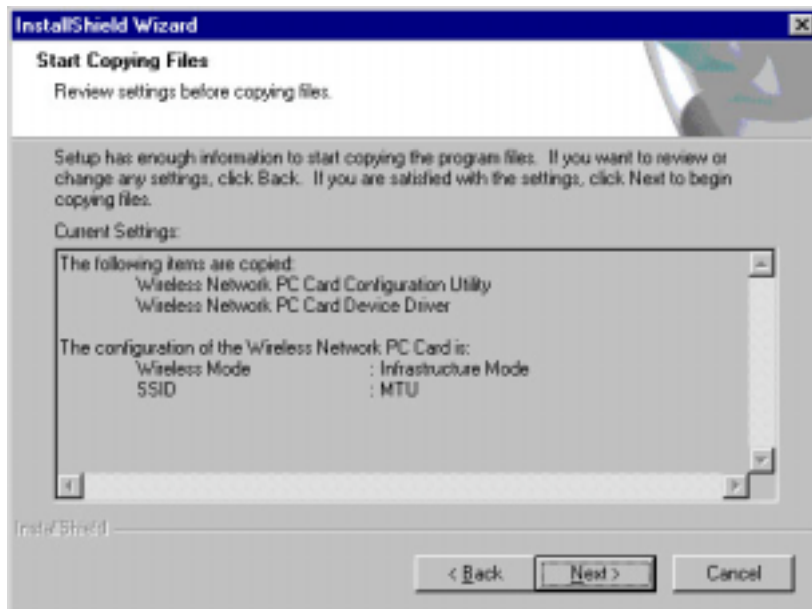 InstallShield Wizard
Start Copying Files
Review settings before copying files.
Setup has enough information to start copying the program files. If you want to review or
change any settings, click Back. If you are satisfied with the settings, click Next to begin
copying files.
Current Settings:
The following items are copied:
Wireless Network PC Card Configuration Utility
Wireless Network PC Card Device Driver
The configuration of the Wireless Network PC Card is:
Wireless Mode : Infrastructure Mode
SSID : MTU
InstallShield
< Back Next > Cancel